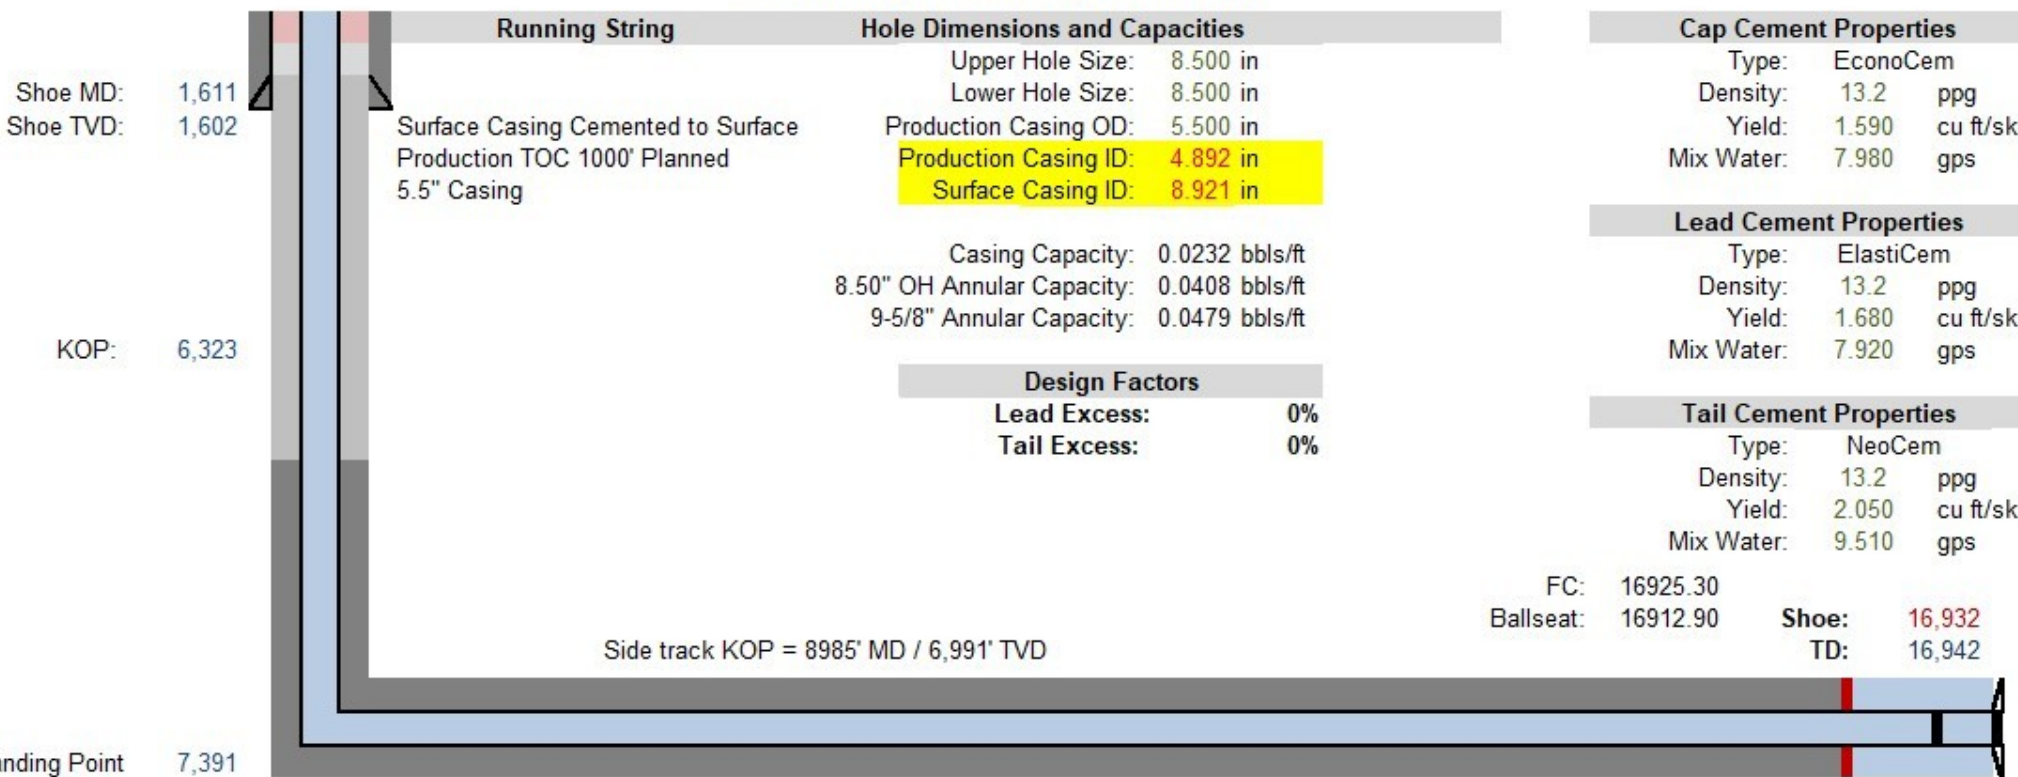 Running String
Hole Dimensions and Capacities
Cap Cement Properties
Upper Hole Size: 8.500 in
Type: EconoCem
Shoe MD: 1,611
Lower Hole Size: 8.500 in
Density: 13.2 ppg
Shoe TVD: 1,602
Surface Casing Cemented to Surface
Production Casing OD: 5.500 in
Yield: 1.590 cu ft/sk
Production TOC 1000' Planned
Production Casing ID: 4.892 in
Mix Water: 7.980 gps
5.5" Casing
Surface Casing ID: 8.921 in
Lead Cement Properties
Casing Capacity: 0.0232 bbls/ft
Type: ElastiCem
8.50" OH Annular Capacity: 0.0408 bbls/ft
Density: 13.2 ppg
9-5/8" Annular Capacity: 0.0479 bbls/ft
Yield: 1.680 cu ft/sk
KOP: 6,323
Mix Water: 7.920 gps
Design Factors
Lead Excess: 0%
Tail Cement Properties
Tail Excess: 0%
Type: NeoCem
Density: 13.2 ppg
Yield: 2.050 cu ft/sk
Mix Water: 9.510 gps
FC: 16925.30
Ballseat: 16912.90
Shoe: 16,932
Side track KOP = 8985' MD / 6,991' TVD
TD: 16,942
nding Point 7,391